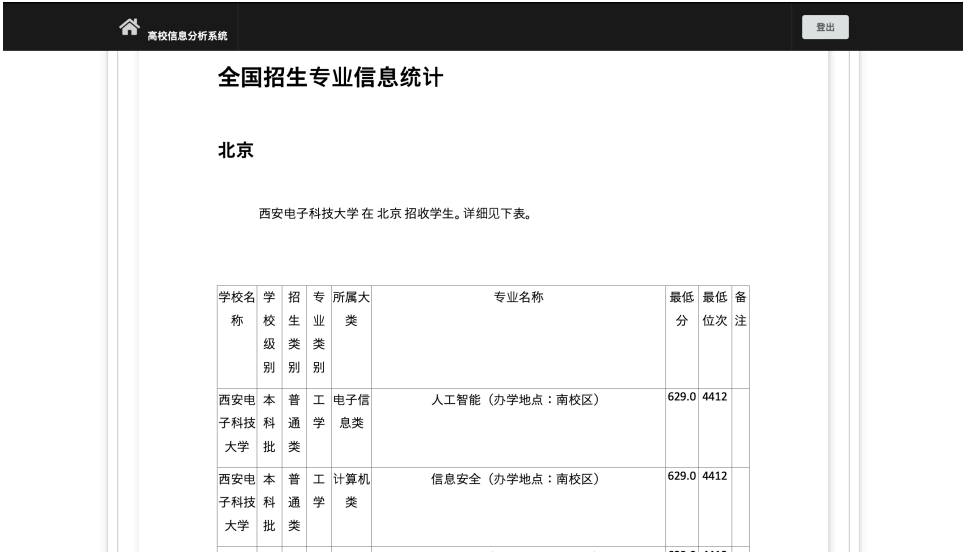 高校信息分析系统
登出
全国招生专业信息统计
北京
西安电子科技大学 在 北京 招收学生。详细见下表。
学校名称 学校级别 招生类别 专业类别 所属大类 专业名称 最低分 最低位次 备注
西安电子科技大学 本科批 普通类 工学 电子信息类 人工智能（办学地点：南校区） 629.0 4412
西安电子科技大学 本科批 普通类 工学 计算机类 信息安全（办学地点：南校区） 629.0 4412